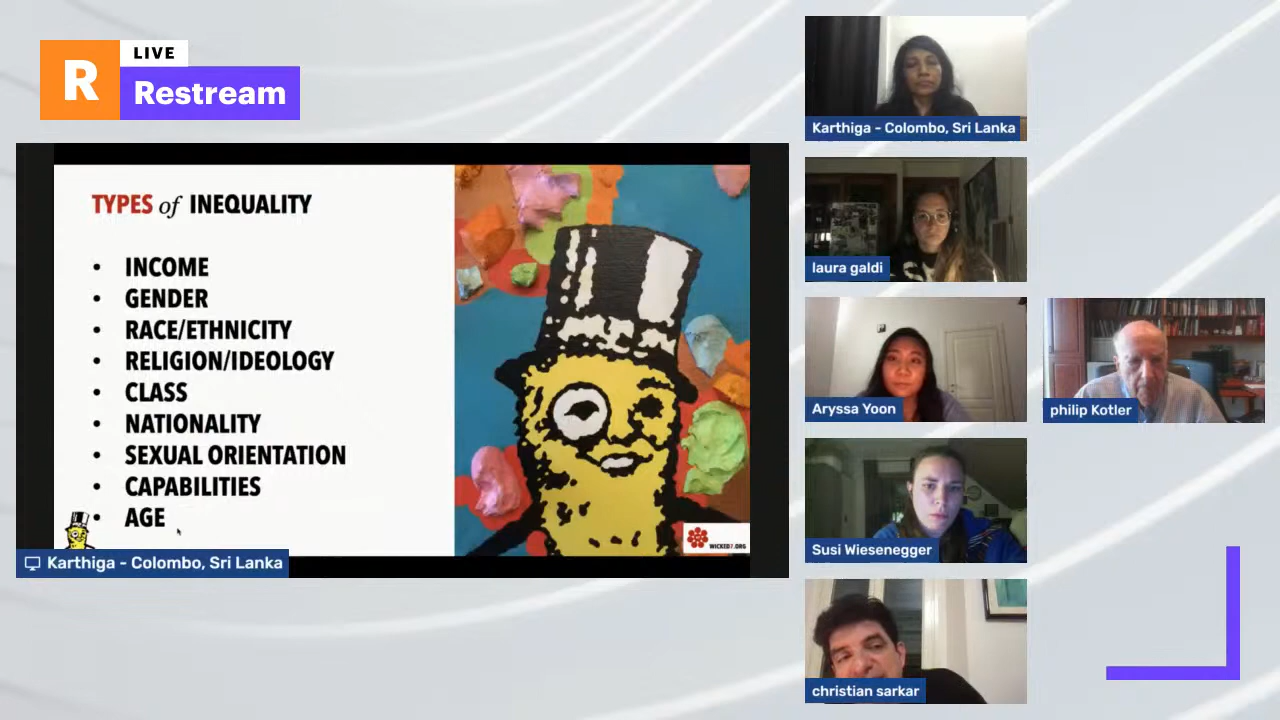 R
LIVE
Restream
TYPES of INEQUALITY
• INCOME
• GENDER
• RACE/ETHNICITY
• RELIGION/IDEOLOGY
• CLASS
• NATIONALITY
• SEXUAL ORIENTATION
• CAPABILITIES
• AGE
WICKED7.ORG
Karthiga - Colombo, Sri Lanka
Karthiga - Colombo, Sri Lanka
laura galdi
Aryssa Yoon
philip Kotler
Susi Wiesenegger
christian sarkar